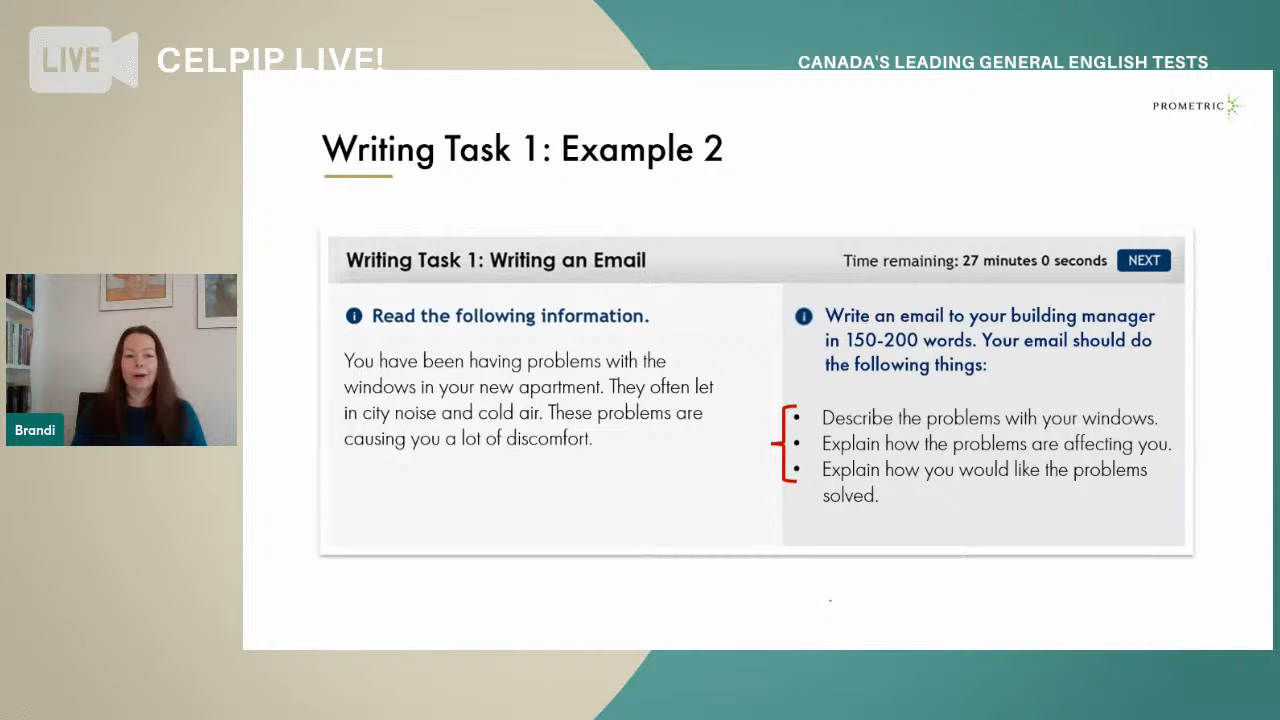 LIVE
CELPIP LIVE!
CANADA'S LEADING GENERAL ENGLISH TESTS
PROMETRIC
Writing Task 1: Example 2
Writing Task 1: Writing an Email
Time remaining: 27 minutes 0 seconds
NEXT
Read the following information.
You have been having problems with the
windows in your new apartment. They often let
in city noise and cold air. These problems are
causing you a lot of discomfort.
Write an email to your building manager
in 150-200 words. Your email should do
the following things:
• Describe the problems with your windows.
• Explain how the problems are affecting you.
• Explain how you would like the problems
solved.
Brandi